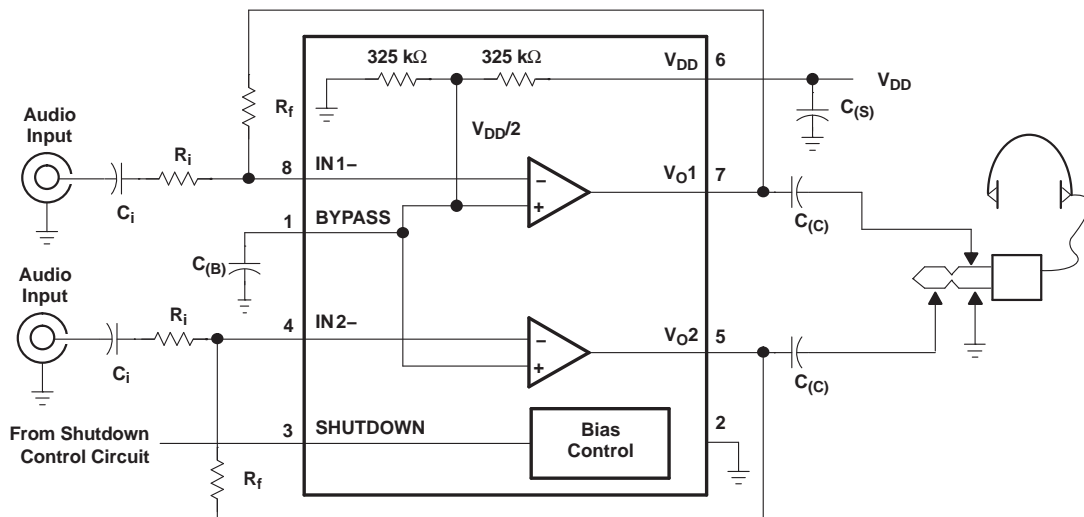 325 kΩ
325 kΩ
VDD
6
VDD
C(S)
Rf
VDD/2
Audio
Input
Ri
Ci
8
IN1–
–
+
VO1
7
C(C)
1
BYPASS
C(B)
Audio
Input
Ri
Ci
4
IN2–
–
+
VO2
5
C(C)
3
SHUTDOWN
Bias
Control
2
From Shutdown
Control Circuit
Rf